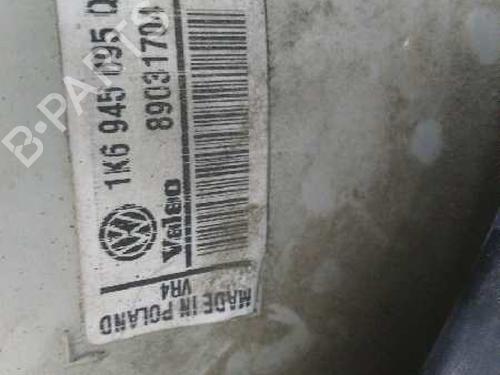 1K6 945 095 Q
89031704
Valeo
VR4
MADE IN POLAND
B-PARTS